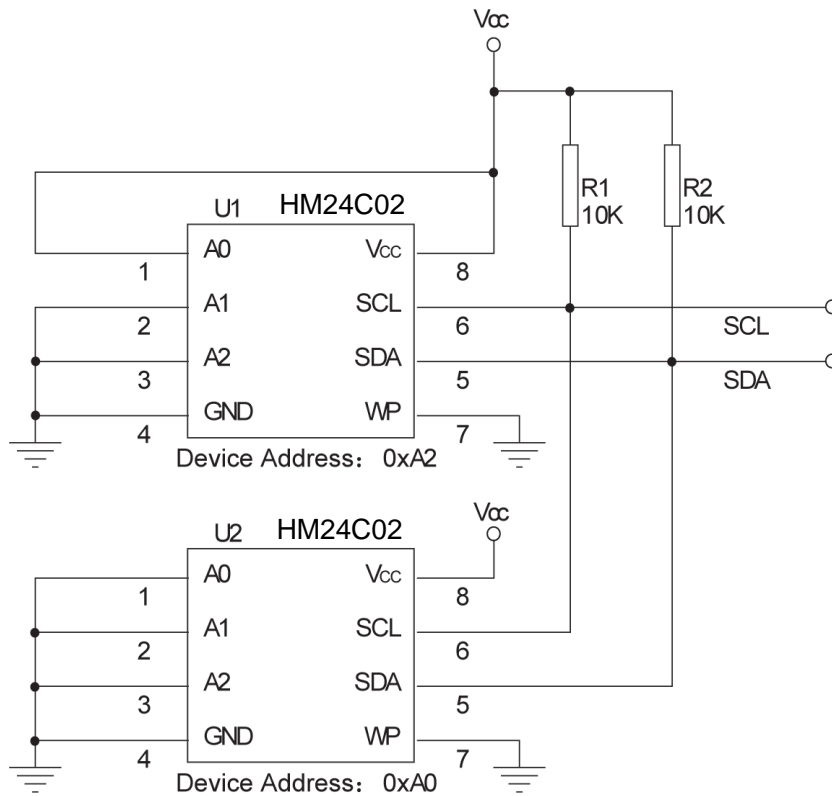 Vcc
R1
10K
R2
10K
U1 HM24C02
A0 Vcc
1 8
A1 SCL
2 6
SCL
A2 SDA
3 5
SDA
GND WP
4 7
Device Address： 0xA2
Vcc
U2 HM24C02
A0 Vcc
1 8
A1 SCL
2 6
A2 SDA
3 5
GND WP
4 7
Device Address： 0xA0